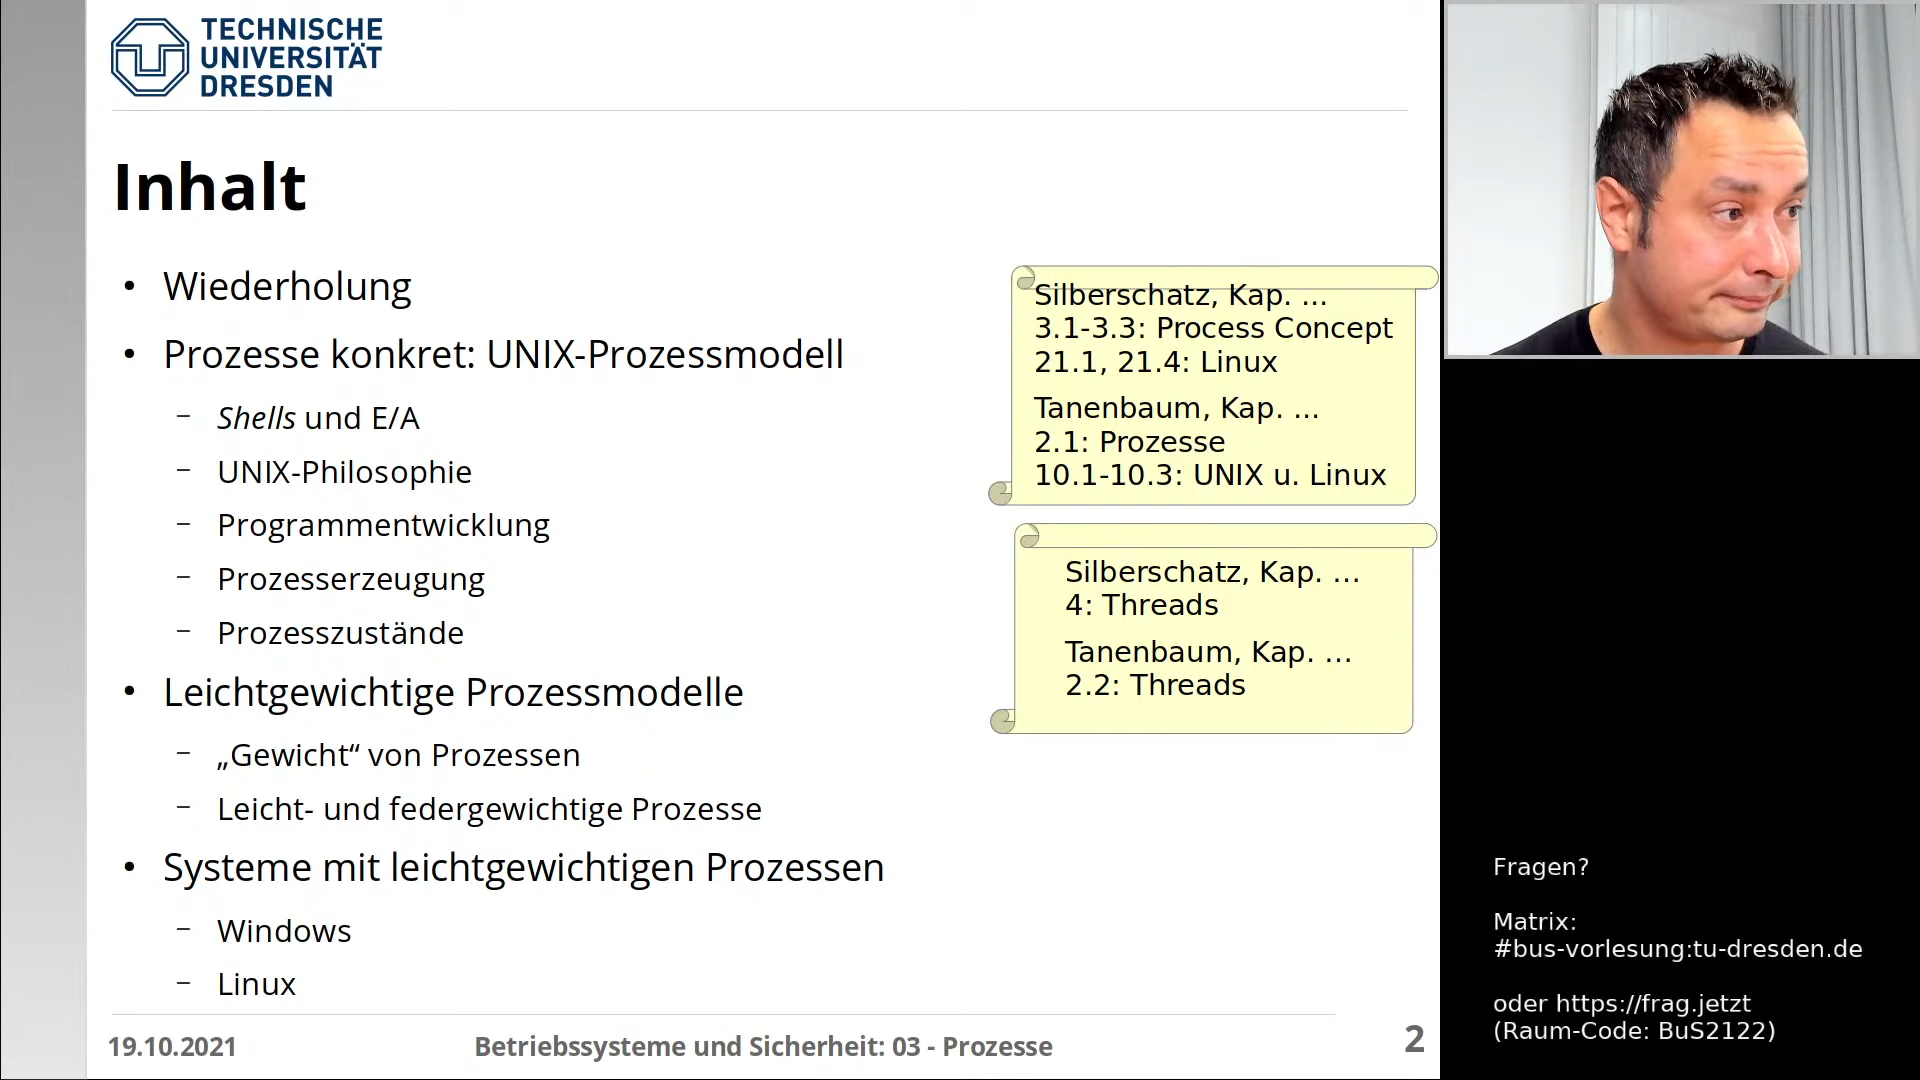 TECHNISCHE
UNIVERSITÄT
DRESDEN
Inhalt
• Wiederholung
• Prozesse konkret: UNIX-Prozessmodell
– Shells und E/A
– UNIX-Philosophie
– Programmentwicklung
– Prozesserzeugung
– Prozesszustände
• Leichtgewichtige Prozessmodelle
– „Gewicht“ von Prozessen
– Leicht- und federgewichtige Prozesse
• Systeme mit leichtgewichtigen Prozessen
– Windows
– Linux
Silberschatz, Kap. ...
3.1-3.3: Process Concept
21.1, 21.4: Linux
Tanenbaum, Kap. ...
2.1: Prozesse
10.1-10.3: UNIX u. Linux
Silberschatz, Kap. ...
4: Threads
Tanenbaum, Kap. ...
2.2: Threads
19.10.2021
Betriebssysteme und Sicherheit: 03 - Prozesse
2
Fragen?
Matrix:
#bus-vorlesung:tu-dresden.de
oder https://frag.jetzt
(Raum-Code: BuS2122)